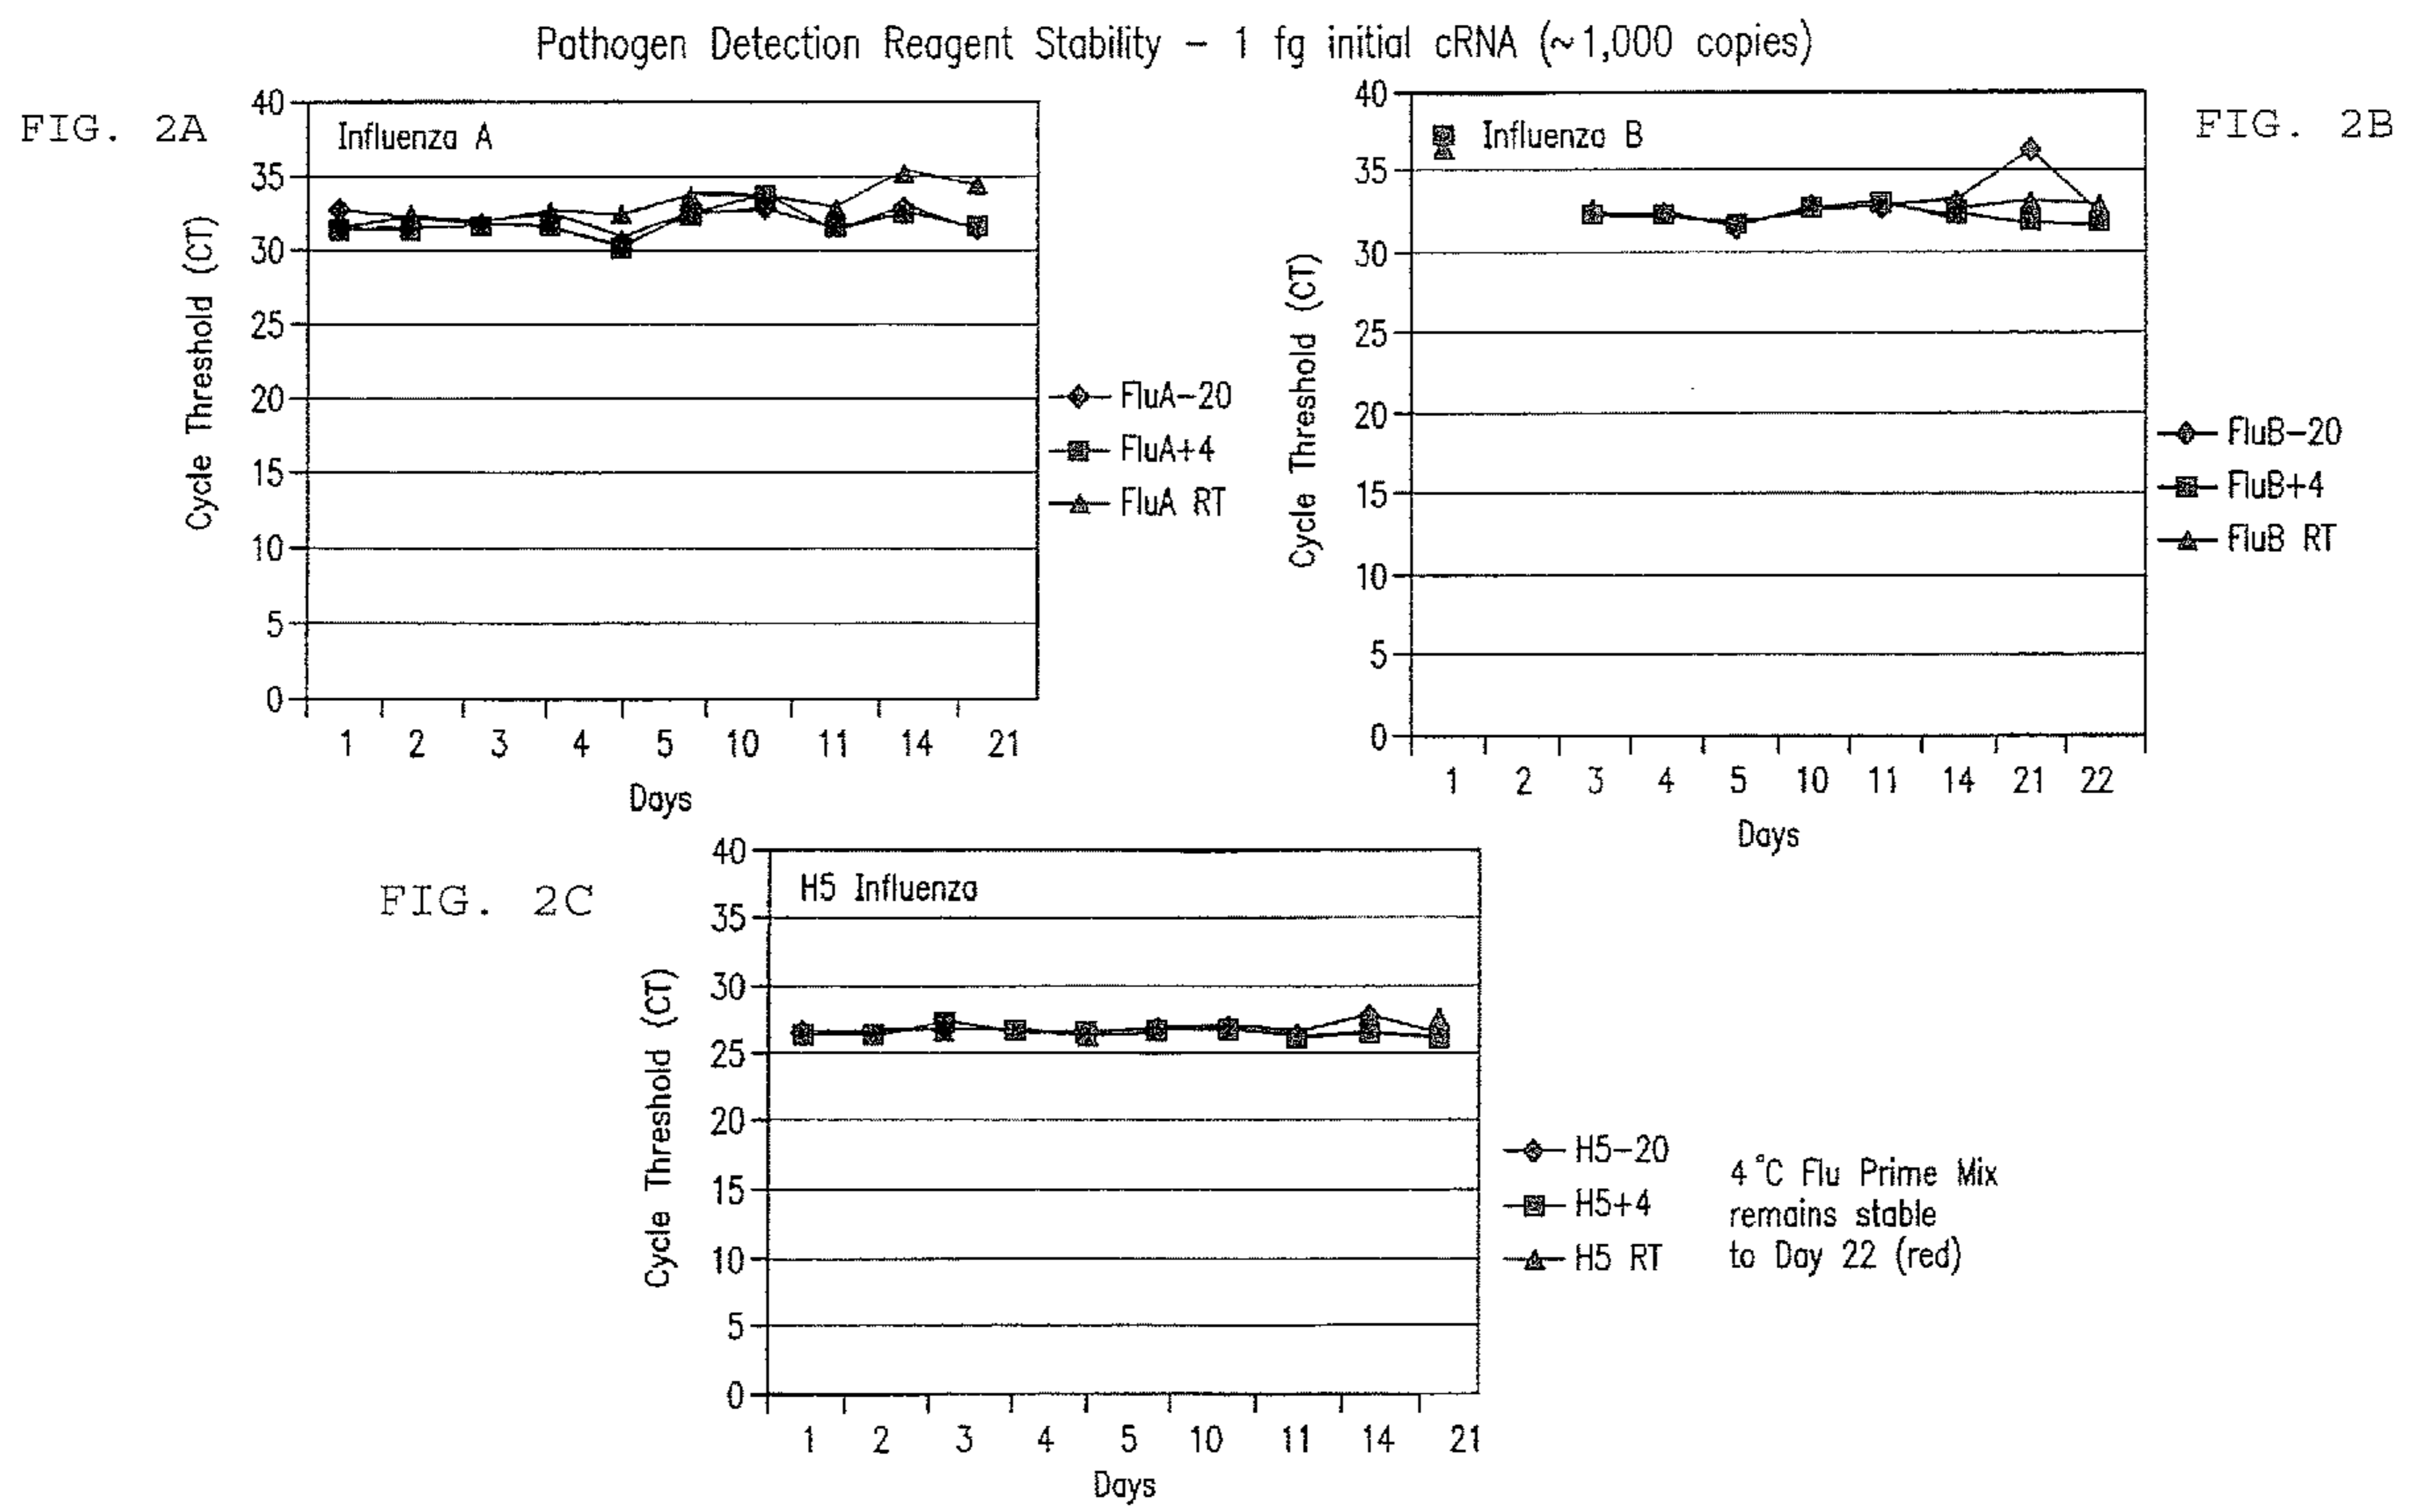 Pathogen Detection Reagent Stability – 1 fg initial cRNA (~1,000 copies)
FIG. 2A
Influenza A
Cycle Threshold (CT)
40
35
30
25
20
15
10
5
0
1 2 3 4 5 10 11 14 21
Days
FluA-20
FluA+4
FluA RT
FIG. 2B
Influenza B
Cycle Threshold (CT)
40
35
30
25
20
15
10
5
0
1 2 3 4 5 10 11 14 21 22
Days
FluB-20
FluB+4
FluB RT
FIG. 2C
H5 Influenza
Cycle Threshold (CT)
40
35
30
25
20
15
10
5
0
1 2 3 4 5 10 11 14 21
Days
H5-20
H5+4
H5 RT
4°C Flu Prime Mix
remains stable
to Day 22 (red)